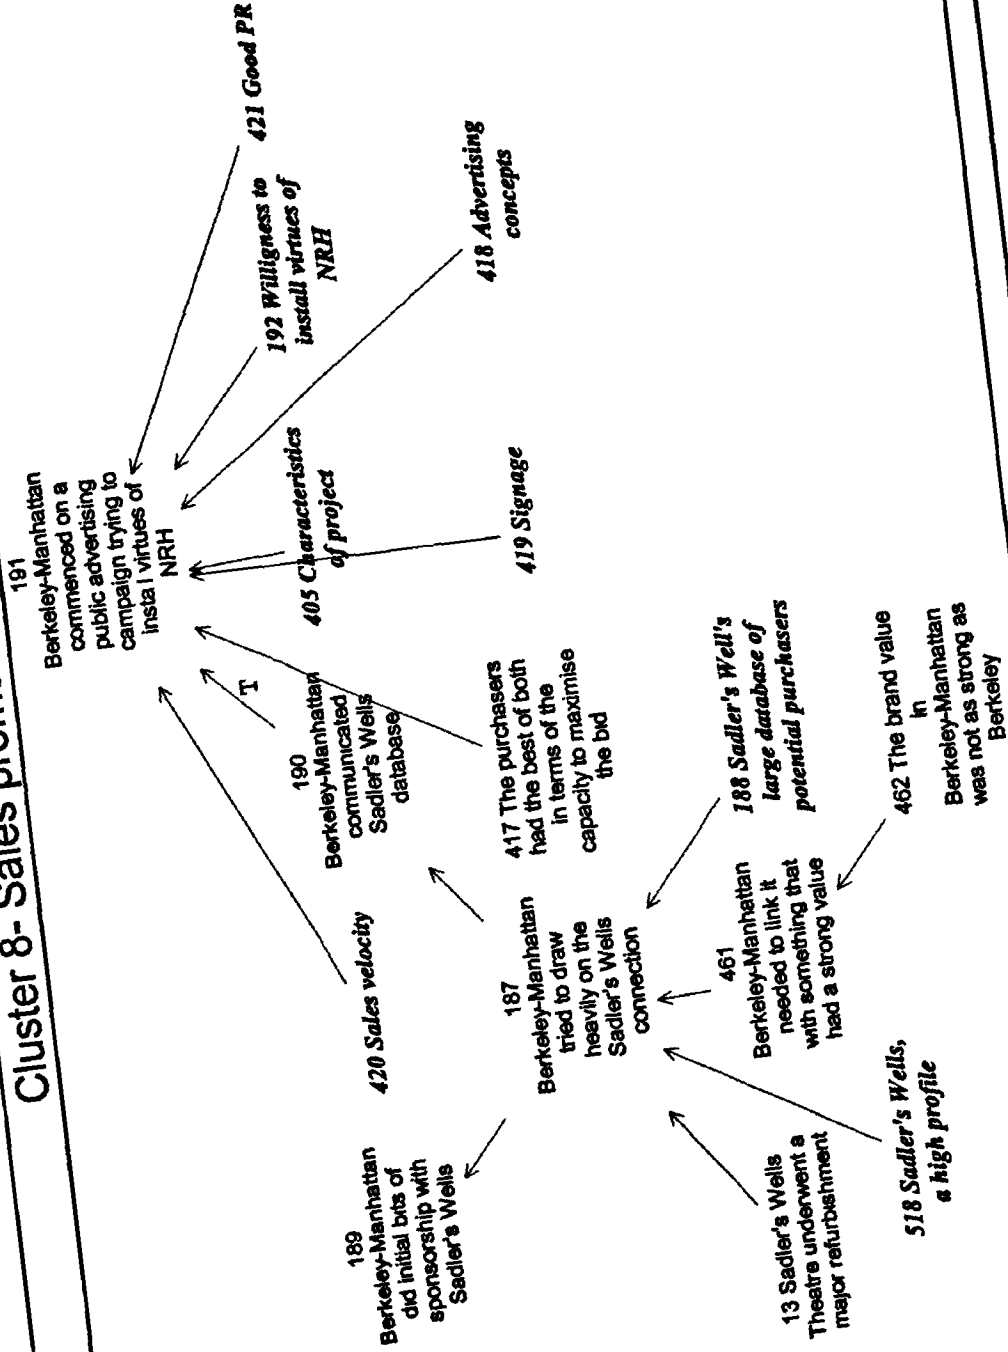 Cluster 8- Sales
191
Berkeley-Manhattan
commenced on a
public advertising
campaign trying to
insta l virtues of
NRH
421 Good PR
192 Willigness to
install virtues of
NRH
418 Advertising
concepts
405 Characteristics
of project
419 Signage
T
190
Berkeley-Manhattan
communicated
Sadler's Wells
database
417 The purchasers
had the best of both
in terms of the
capacity to maximise
the bid
420 Sales velocity
189
Berkeley-Manhattan
did initial bits of
sponsorship with
Sadler's Wells
187
Berkeley-Manhattan
tried to draw
heavily on the
Sadler's Wells
connection
188 Sadler's Well's
large database of
potential purchasers
461
Berkeley-Manhattan
needed to link it
with something that
had a strong value
462 The brand value
in
Berkeley-Manhattan
was not as strong as
Berkeley
13 Sadler's Wells
Theatre underwent a
major refurbishment
518 Sadler's Wells,
a high profile